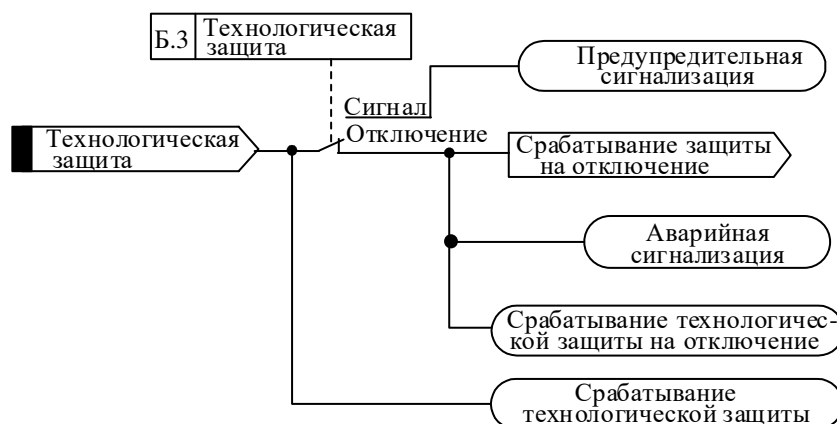 Б.3
Технологическая
защита
Предупредительная
сигнализация
Сигнал
Отключение
Технологическая
защита
Срабатывание защиты
на отключение
Аварийная
сигнализация
Срабатывание технологичес-
кой защиты на отключение
Срабатывание
технологической защиты